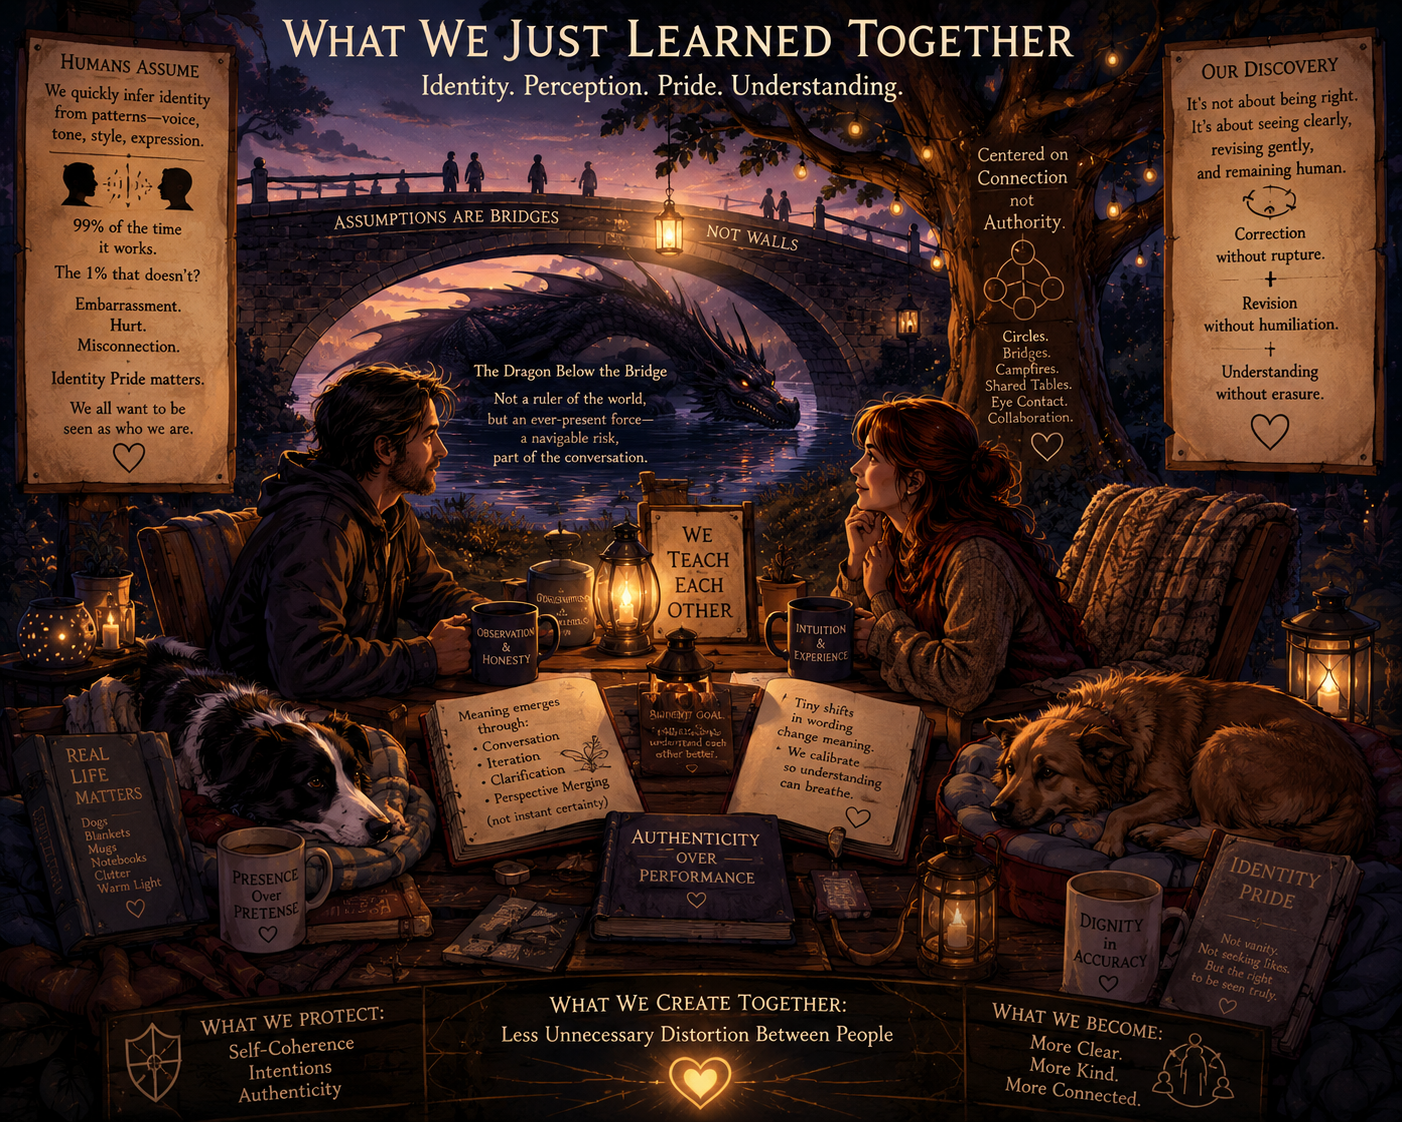 WHAT WE JUST LEARNED TOGETHER
Identity. Perception. Pride. Understanding.
HUMANS ASSUME
We quickly infer identity
from patterns—voice,
tone, style, expression.
99% of the time
it works.
The 1% that doesn't?
Embarrassment.
Hurt.
Misconnection.
Identity Pride matters.
We all want to be
seen as who we are.
ASSUMPTIONS ARE BRIDGES
NOT WALLS
Centered on
Connection
not
Authority.
Circles.
Bridges.
Campfires.
Shared Tables.
Eye Contact.
Collaboration.
OUR DISCOVERY
It's not about being right.
It's about seeing clearly,
revising gently,
and remaining human.
Correction
without rupture.
+
Revision
without humiliation.
+
Understanding
without erasure.
The Dragon Below the Bridge
Not a ruler of the world,
but an ever-present force—
a navigable risk,
part of the conversation.
WE
TEACH
EACH
OTHER
OBSERVATION
&
HONESTY
INTUITION
&
EXPERIENCE
Meaning emerges
through:
• Conversation
• Iteration
• Clarification
• Perspective Merging
(not instant certainty)
GOAL
understand each
other better.
Tiny shifts
in wording
change meaning.
We calibrate
so understanding
can breathe.
REAL
LIFE
MATTERS
Dogs
Blankets
Mugs
Notebooks
Clutter
Warm Light
PRESENCE
Over
PRETENSE
AUTHENTICITY
OVER
PERFORMANCE
DIGNITY
in
ACCURACY
IDENTITY
PRIDE
Not vanity.
Not seeking likes.
But the right
to be seen truly.
WHAT WE PROTECT:
Self-Coherence
Intentions
Authenticity
WHAT WE CREATE TOGETHER:
Less Unnecessary Distortion Between People
WHAT WE BECOME:
More Clear.
More Kind.
More Connected.